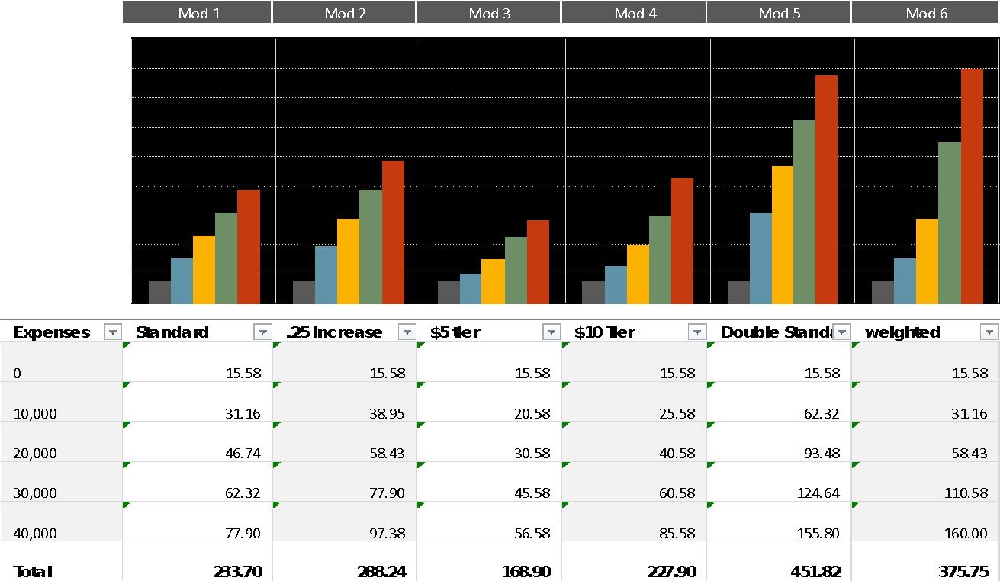 Mod 1 Mod 2 Mod 3 Mod 4 Mod 5 Mod 6
Expenses Standard .25 increase $5 tier $10 Tier Double Standa weighted
0 15.58 15.58 15.58 15.58 15.58 15.58
10,000 31.16 38.95 20.58 25.58 62.32 31.16
20,000 46.74 58.43 30.58 40.58 93.48 58.43
30,000 62.32 77.90 45.58 60.58 124.64 110.58
40,000 77.90 97.38 56.58 85.58 155.80 160.00
Total 233.70 288.24 168.90 227.90 451.82 375.75